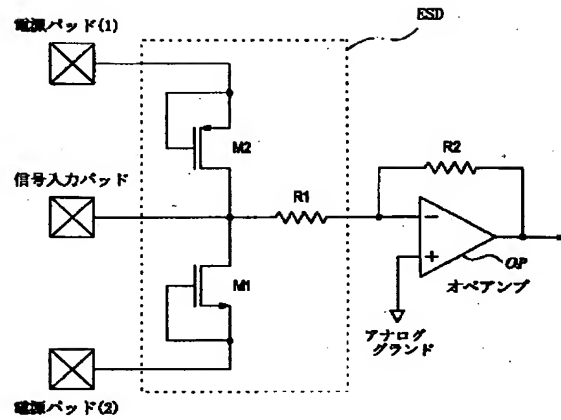 ESD
電源パッド(1)
M2
R2
信号入力パッド
R1
−
+
OP
オペアンプ
M1
アナログ
グランド
電源パッド(2)